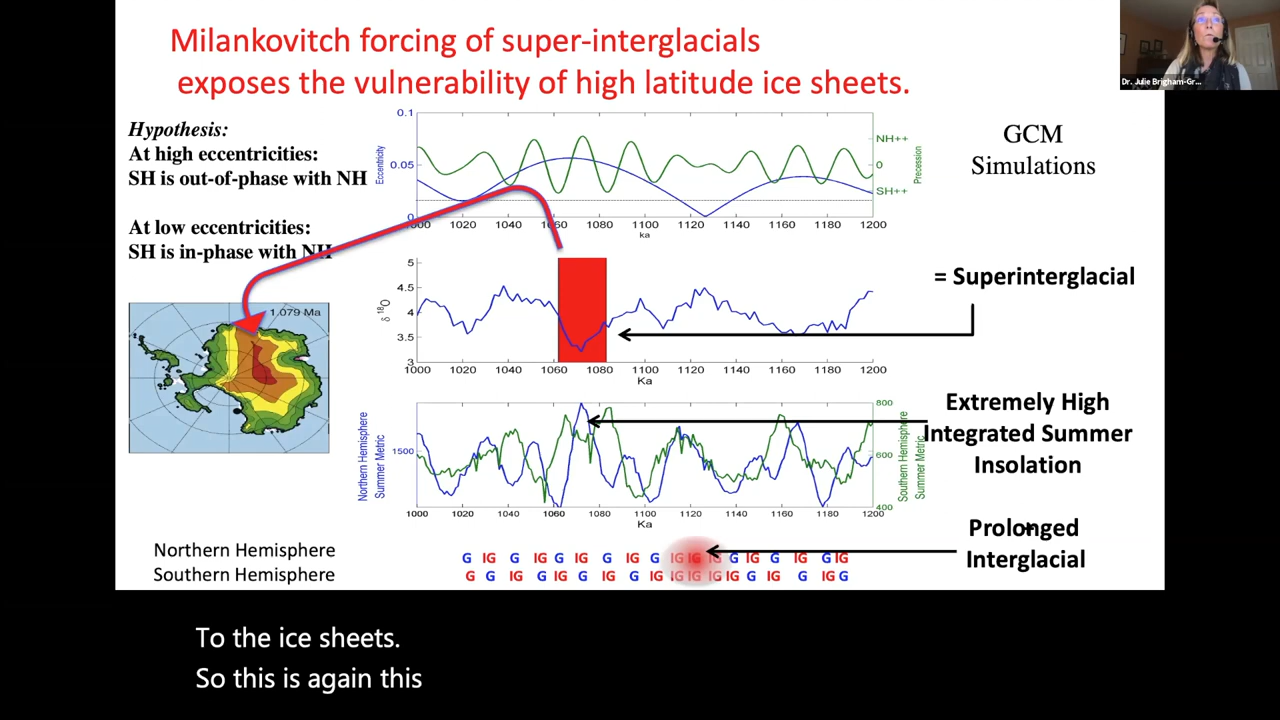 Milankovitch forcing of super-interglacials
exposes the vulnerability of high latitude ice sheets.
Dr. Julie Brigham-Gr...
Hypothesis:
At high eccentricities:
SH is out-of-phase with NH
At low eccentricities:
SH is in-phase with NH
1.079 Ma
0.1
0.05
0
Eccentricity
NH++
0
SH++
Precession
1000 1020 1040 1060 1080 1100 1120 1140 1160 1180 1200
ka
GCM
Simulations
5
4.5
4
3.5
3
δ 18O
1000 1020 1040 1060 1080 1100 1120 1140 1160 1180 1200
Ka
= Superinterglacial
Northern Hemisphere
Summer Metric
1500
800
600
400
Southern Hemisphere
Summer Metric
1000 1020 1040 1060 1080 1100 1120 1140 1160 1180 1200
Ka
Extremely High
Integrated Summer
Insolation
+
Prolonged
Interglacial
Northern Hemisphere
G IG G IG G IG G IG G IG IG IG G IG G IG G IG
Southern Hemisphere
G G IG G IG G IG G IG IG IG IG IG G IG G IG G
To the ice sheets.
So this is again this